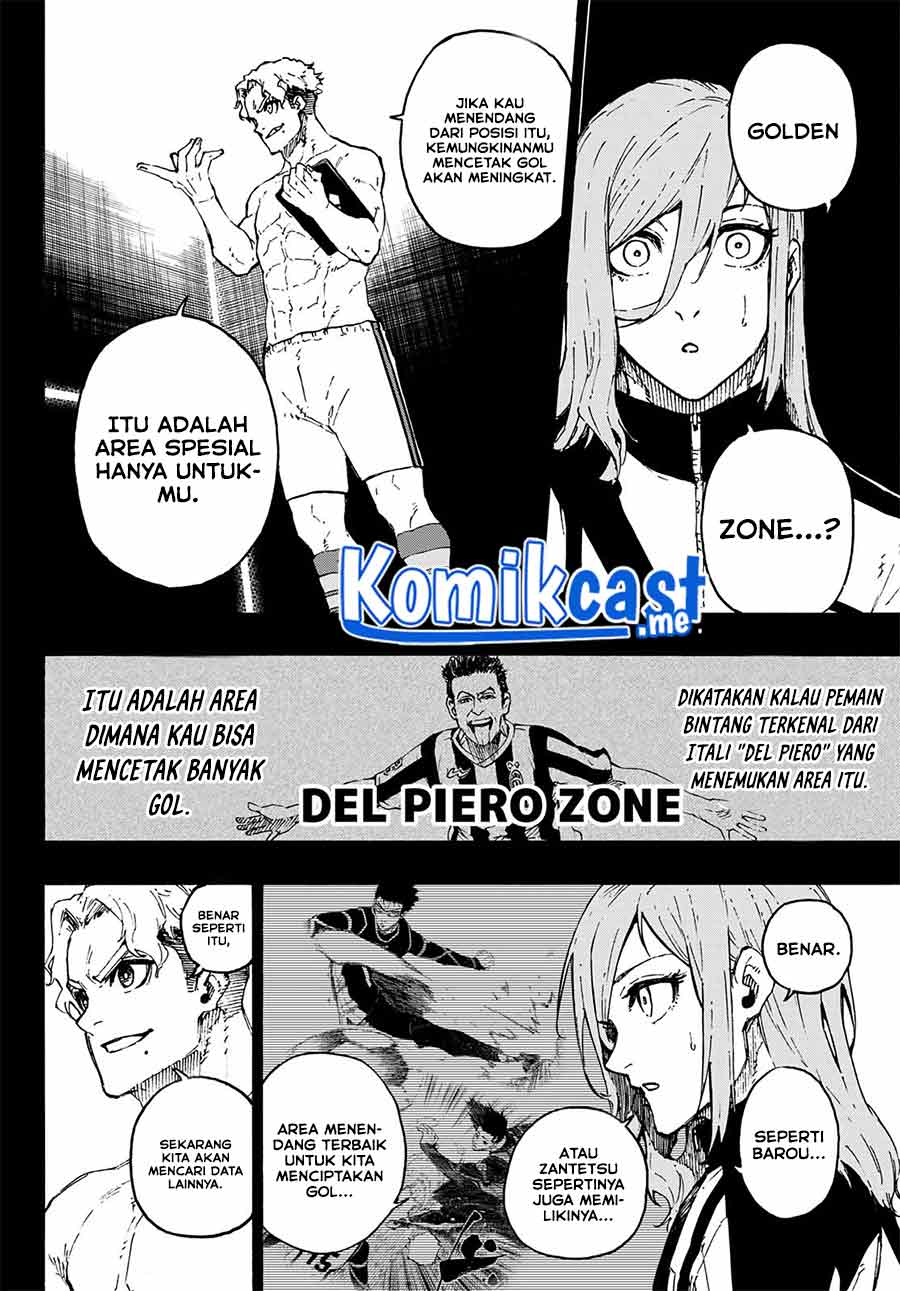 GOLDEN
ZONE...?
JIKA KAU
MENENDANG
DARI POSISI ITU,
KEMUNGKINANMU
MENCETAK GOL
AKAN MENINGKAT.
ITU ADALAH
AREA SPESIAL
HANYA UNTUK-
MU.
Komikcast
.me
DIKATAKAN KALAU PEMAIN
BINTANG TERKENAL DARI
ITALI "DEL PIERO" YANG
MENEMUKAN AREA ITU.
DEL PIERO ZONE
ITU ADALAH AREA
DIMANA KAU BISA
MENCETAK BANYAK
GOL.
BENAR.
SEPERTI
BAROU...
ATAU
ZANTETSU
SEPERTINYA
JUGA MEMI-
LIKINYA...
AREA MENEN-
DANG TERBAIK
UNTUK KITA
MENCIPTAKAN
GOL...
BENAR
SEPERTI
ITU,
SEKARANG
KITA AKAN
MENCARI DATA
LAINNYA.